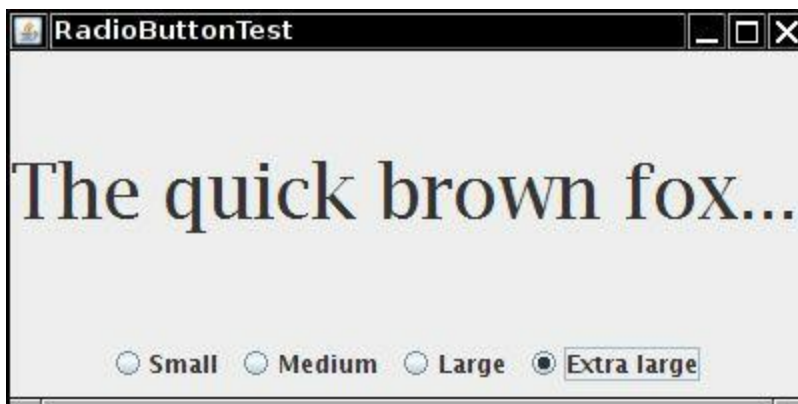 RadioButtonTest
The quick brown fox...
Small Medium Large Extra large